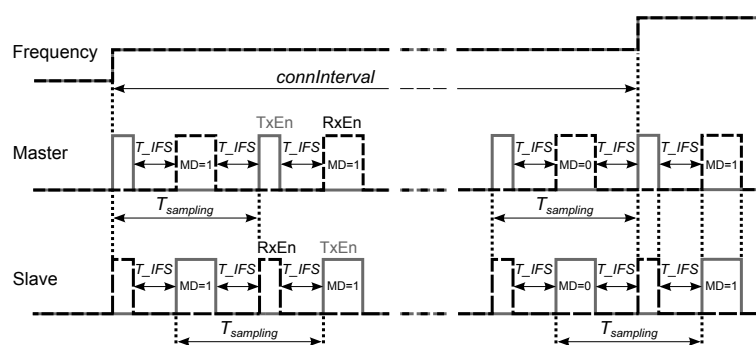 Frequency
connInterval
TxEn RxEn
Master T_IFS MD=1 T_IFS T_IFS MD=1 T_IFS MD=0 T_IFS T_IFS MD=1
T_sampling T_sampling
RxEn TxEn
Slave T_IFS MD=1 T_IFS T_IFS MD=1 T_IFS MD=0 T_IFS T_IFS MD=1
T_sampling T_sampling